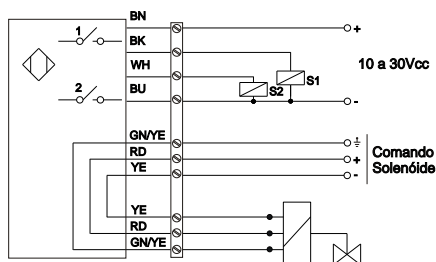 BN
1
BK
WH
2
BU
S2
S1
+
10 a 30Vcc
-
GN/YE
RD
YE
+
-
Comando
Solenóide
YE
RD
GN/YE